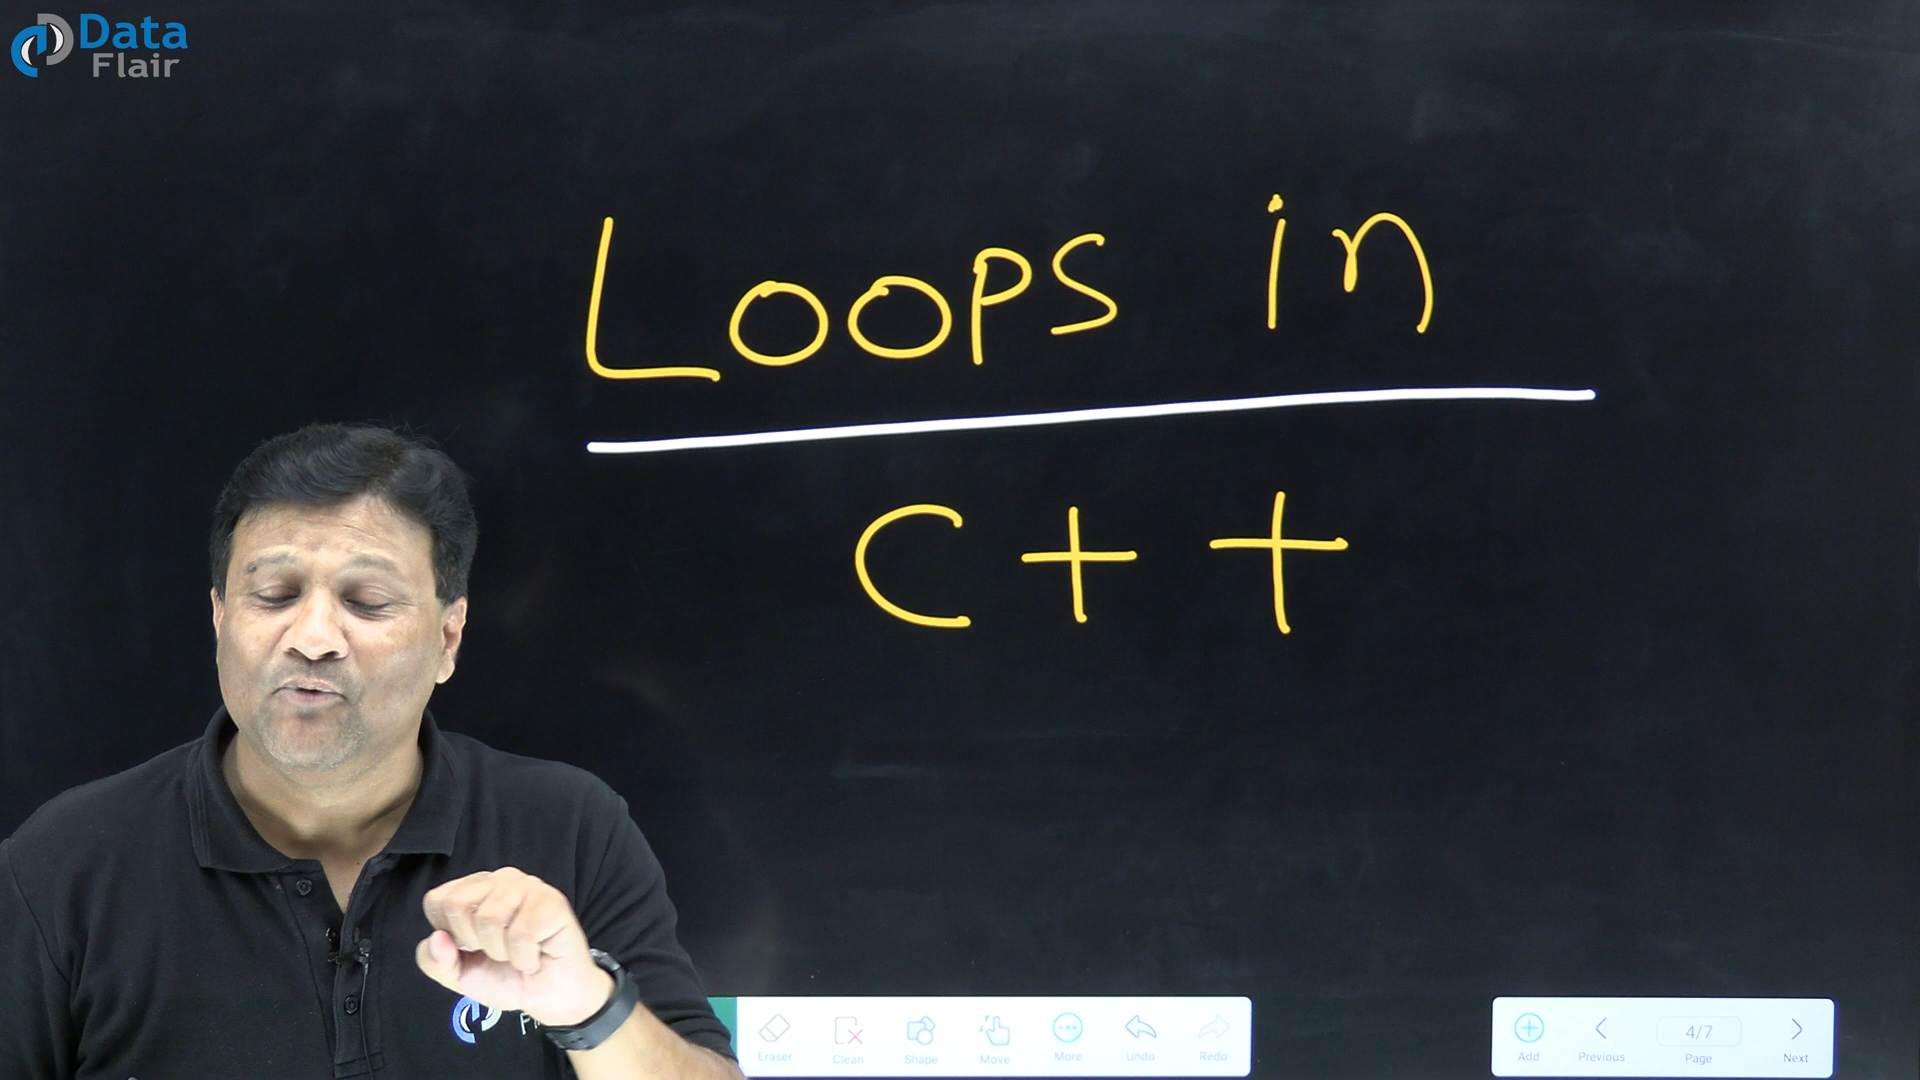 Data
Flair
Loops in
C++
Eraser
Clean
Shape
Move
More
Undo
Redo
Add
Previous
4/7
Page
Next